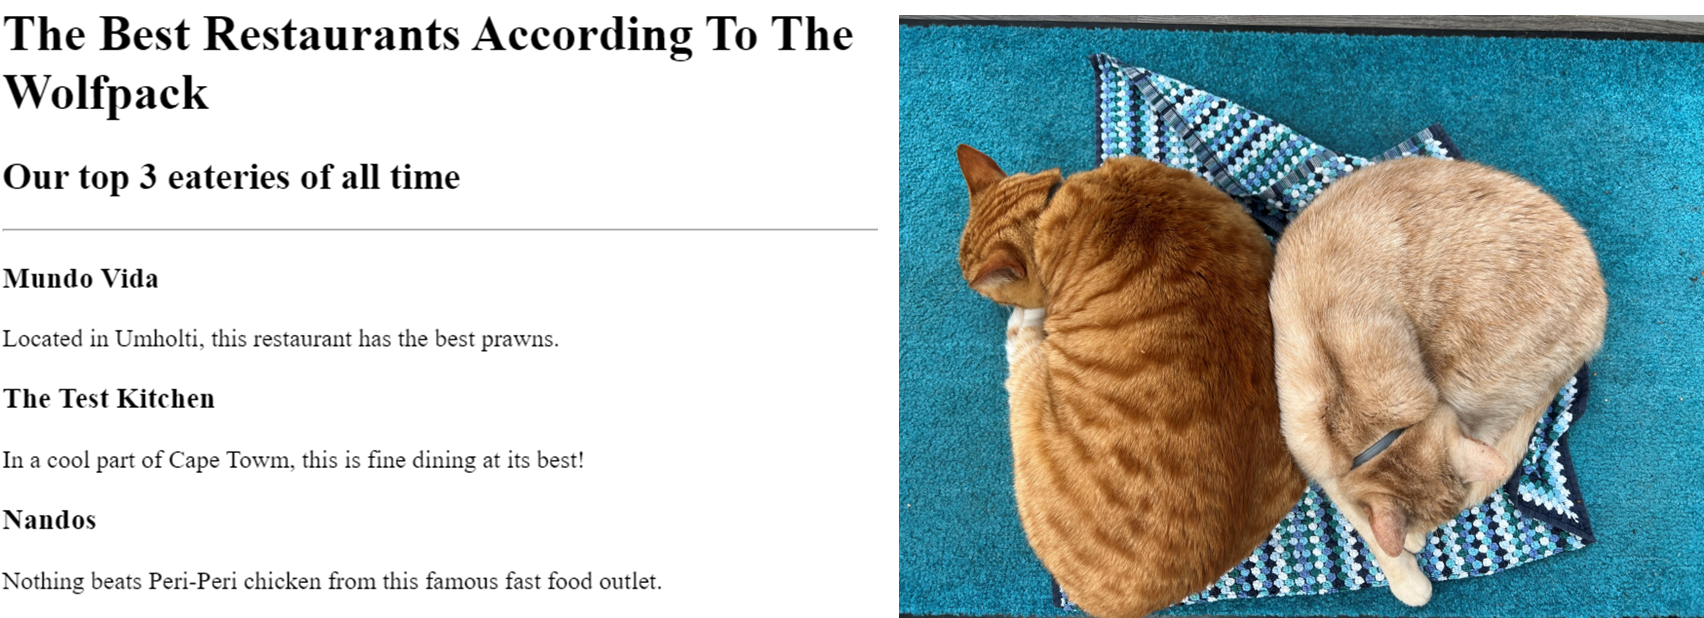 The Best Restaurants According To The
Wolfpack
Our top 3 eateries of all time
Mundo Vida
Located in Umholti, this restaurant has the best prawns.
The Test Kitchen
In a cool part of Cape Towm, this is fine dining at its best!
Nandos
Nothing beats Peri-Peri chicken from this famous fast food outlet.